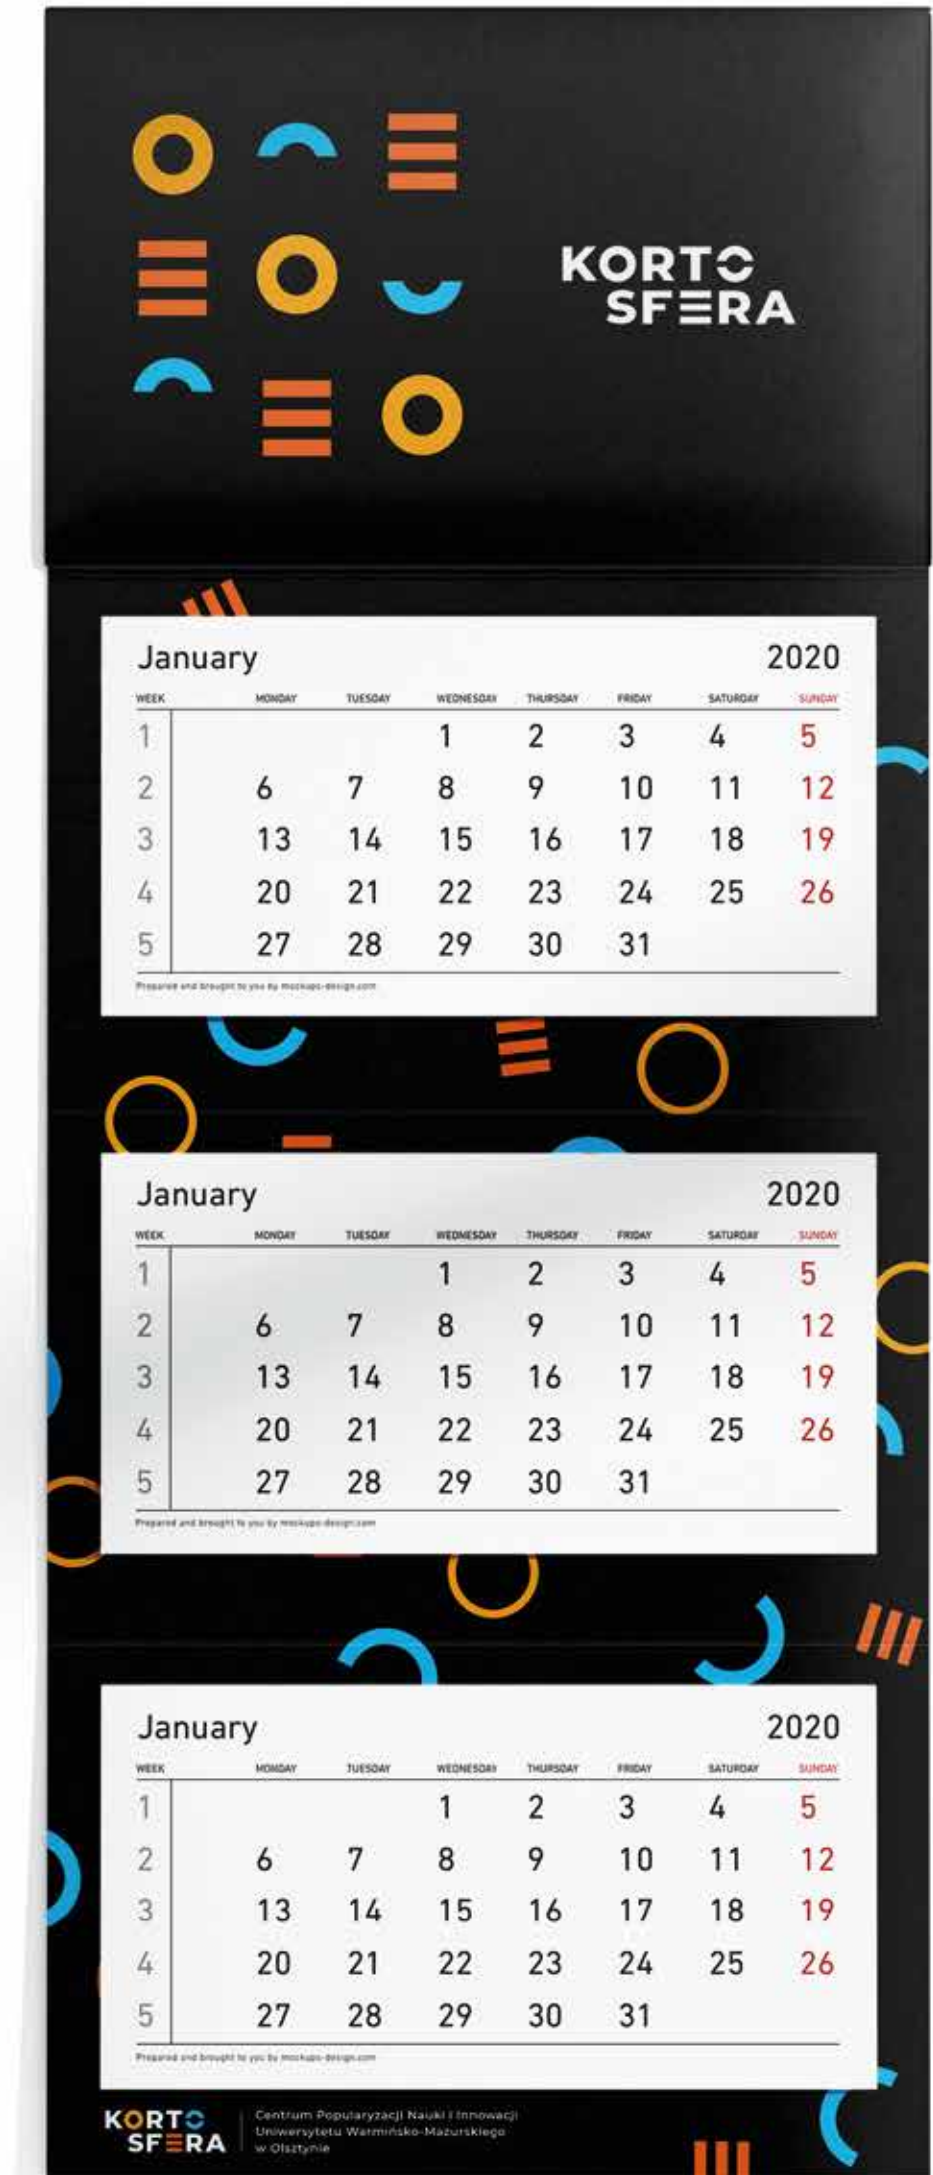 KORTO
SFERA
January 2020
WEEK MONDAY TUESDAY WEDNESDAY THURSDAY FRIDAY SATURDAY SUNDAY
1 1 2 3 4 5
2 6 7 8 9 10 11 12
3 13 14 15 16 17 18 19
4 20 21 22 23 24 25 26
5 27 28 29 30 31
Prepared and brought to you by mockups-design.com
January 2020
WEEK MONDAY TUESDAY WEDNESDAY THURSDAY FRIDAY SATURDAY SUNDAY
1 1 2 3 4 5
2 6 7 8 9 10 11 12
3 13 14 15 16 17 18 19
4 20 21 22 23 24 25 26
5 27 28 29 30 31
Prepared and brought to you by mockups-design.com
January 2020
WEEK MONDAY TUESDAY WEDNESDAY THURSDAY FRIDAY SATURDAY SUNDAY
1 1 2 3 4 5
2 6 7 8 9 10 11 12
3 13 14 15 16 17 18 19
4 20 21 22 23 24 25 26
5 27 28 29 30 31
Prepared and brought to you by mockups-design.com
KORTO
SFERA
Centrum Popularyzacji Nauki i Innowacji
Uniwersytetu Warmińsko-Mazurskiego
w Olsztynie